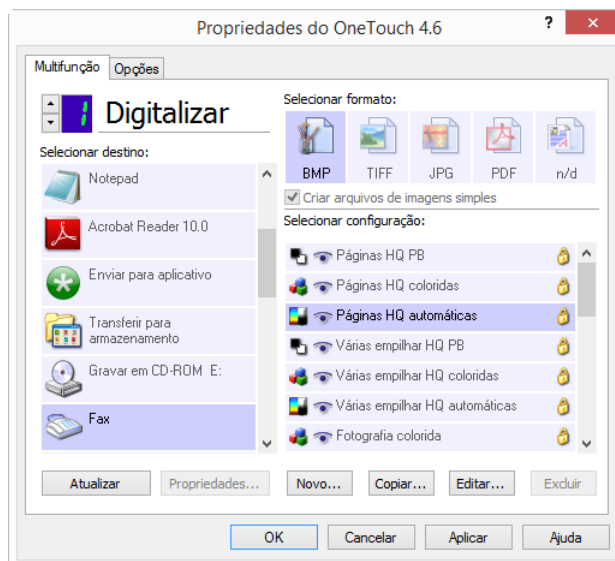 Propriedades do OneTouch 4.6
?
×
Multifunção
Opções
1
Digitalizar
Selecionar destino:
Notepad
Acrobat Reader 10.0
Enviar para aplicativo
Transferir para
armazenamento
Gravar em CD-ROM E:
Fax
Selecionar formato:
BMP
TIFF
JPG
PDF
n/d
Criar arquivos de imagens simples
Selecionar configuração:
Páginas HQ PB
Páginas HQ coloridas
Páginas HQ automáticas
Várias empilhar HQ PB
Várias empilhar HQ coloridas
Várias empilhar HQ automáticas
Fotografia colorida
Atualizar
Propriedades...
Novo...
Copiar...
Editar...
Excluir
OK
Cancelar
Aplicar
Ajuda